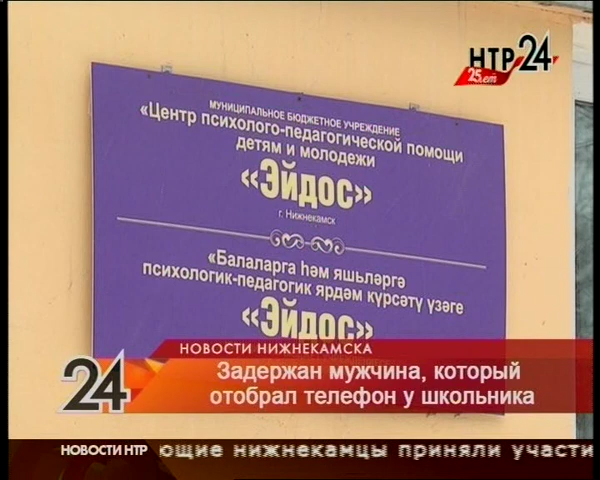 НТР 24
25 лет
МУНИЦИПАЛЬНОЕ БЮДЖЕТНОЕ УЧРЕЖДЕНИЕ
«Центр психолого-педагогической помощи
детям и молодежи
«Эйдос»
г. Нижнекамск
«Балаларга һәм яшьләргә
психологик-педагогик ярдәм күрсәтү үзәге
«Эйдос»
НОВОСТИ НИЖНЕКАМСКА
24
Задержан мужчина, который
отобрал телефон у школьника
НОВОСТИ НТР
ющие нижнекамцы приняли участи